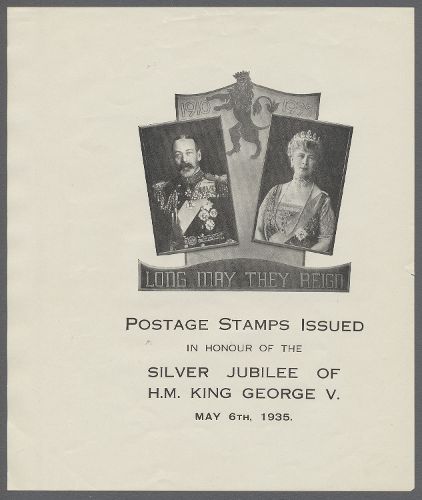 1910 1935
LONG MAY THEY REIGN
POSTAGE STAMPS ISSUED
IN HONOUR OF THE
SILVER JUBILEE OF
H.M. KING GEORGE V.
MAY 6TH, 1935.